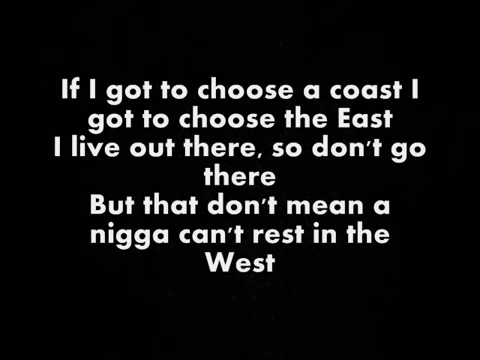 If I got to choose a coast I
got to choose the East
I live out there, so don't go
there
But that don't mean a
nigga can't rest in the
West